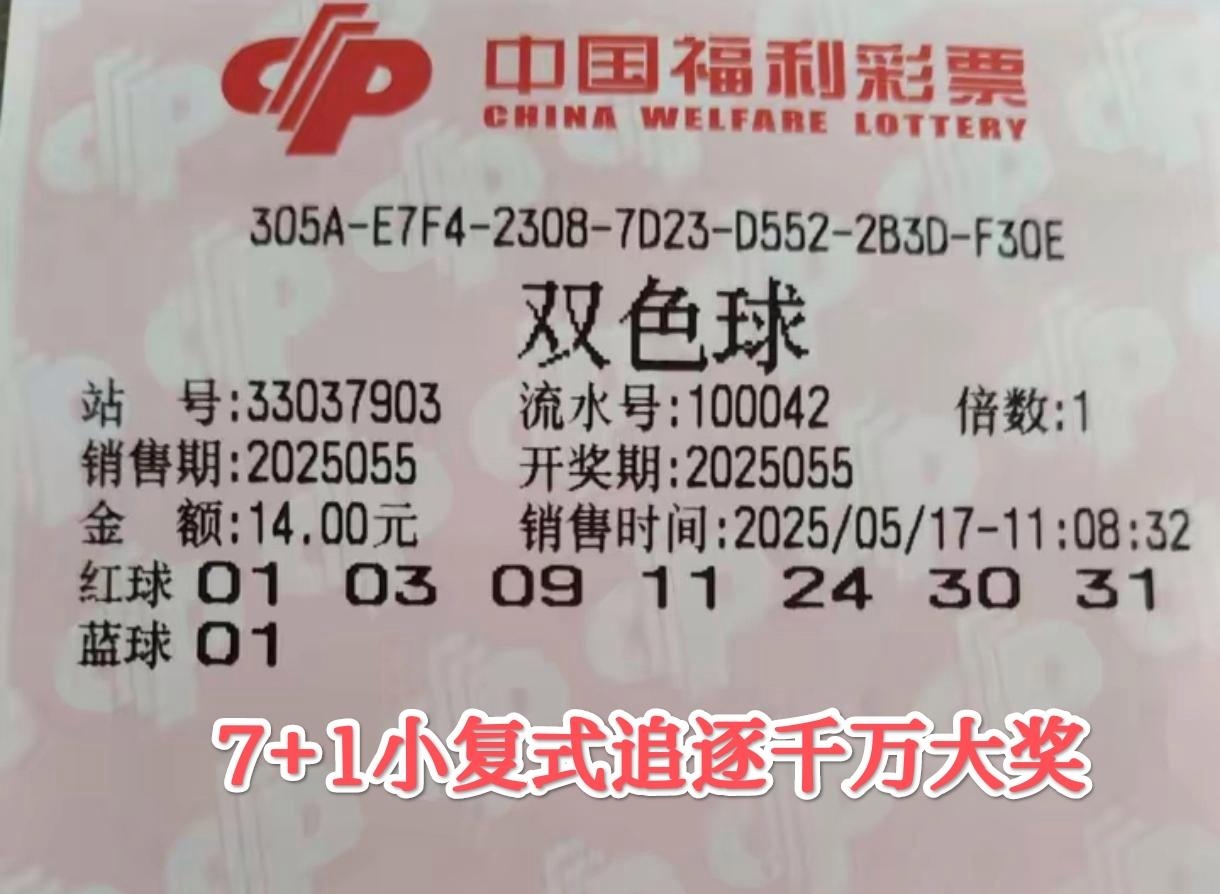 中国福利彩票
CHINA WELFARE LOTTERY
305A-E7F4-2308-7D23-D552-2B3D-F30E
双色球
站 号:33037903 流水号:100042 倍数:1
销售期:2025055 开奖期:2025055
金 额:14.00元 销售时间:2025/05/17-11:08:32
红球 01 03 09 11 24 30 31
蓝球 01
7+1小复式追逐千万大奖